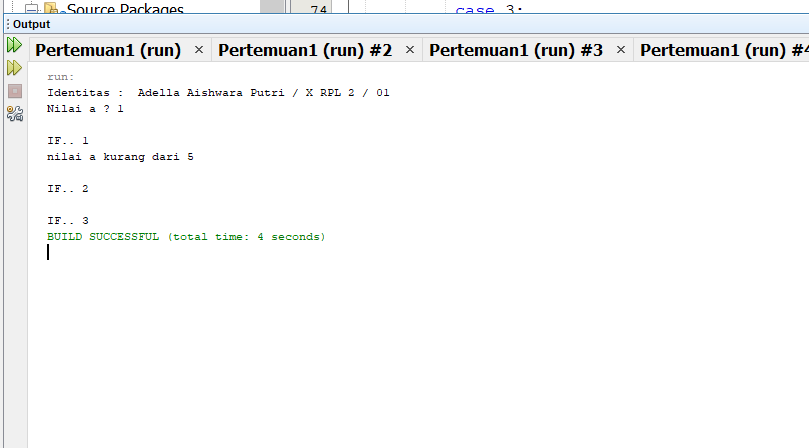 Source Packages
74
case 3:
Output
Pertemuan1 (run) × Pertemuan1 (run) #2 × Pertemuan1 (run) #3 × Pertemuan1 (run) #4
run:
Identitas :  Adella Aishwara Putri / X RPL 2 / 01
Nilai a ? 1
IF.. 1
nilai a kurang dari 5
IF.. 2
IF.. 3
BUILD SUCCESSFUL (total time: 4 seconds)